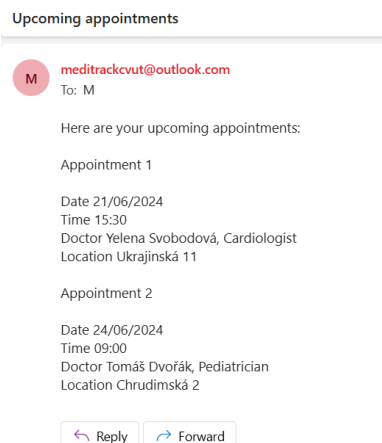 Upcoming appointments
M
meditrackcvut@outlook.com
To: M
Here are your upcoming appointments:
Appointment 1
Date 21/06/2024
Time 15:30
Doctor Yelena Svobodová, Cardiologist
Location Ukrajinská 11
Appointment 2
Date 24/06/2024
Time 09:00
Doctor Tomáš Dvořák, Pediatrician
Location Chrudimská 2
Reply
Forward